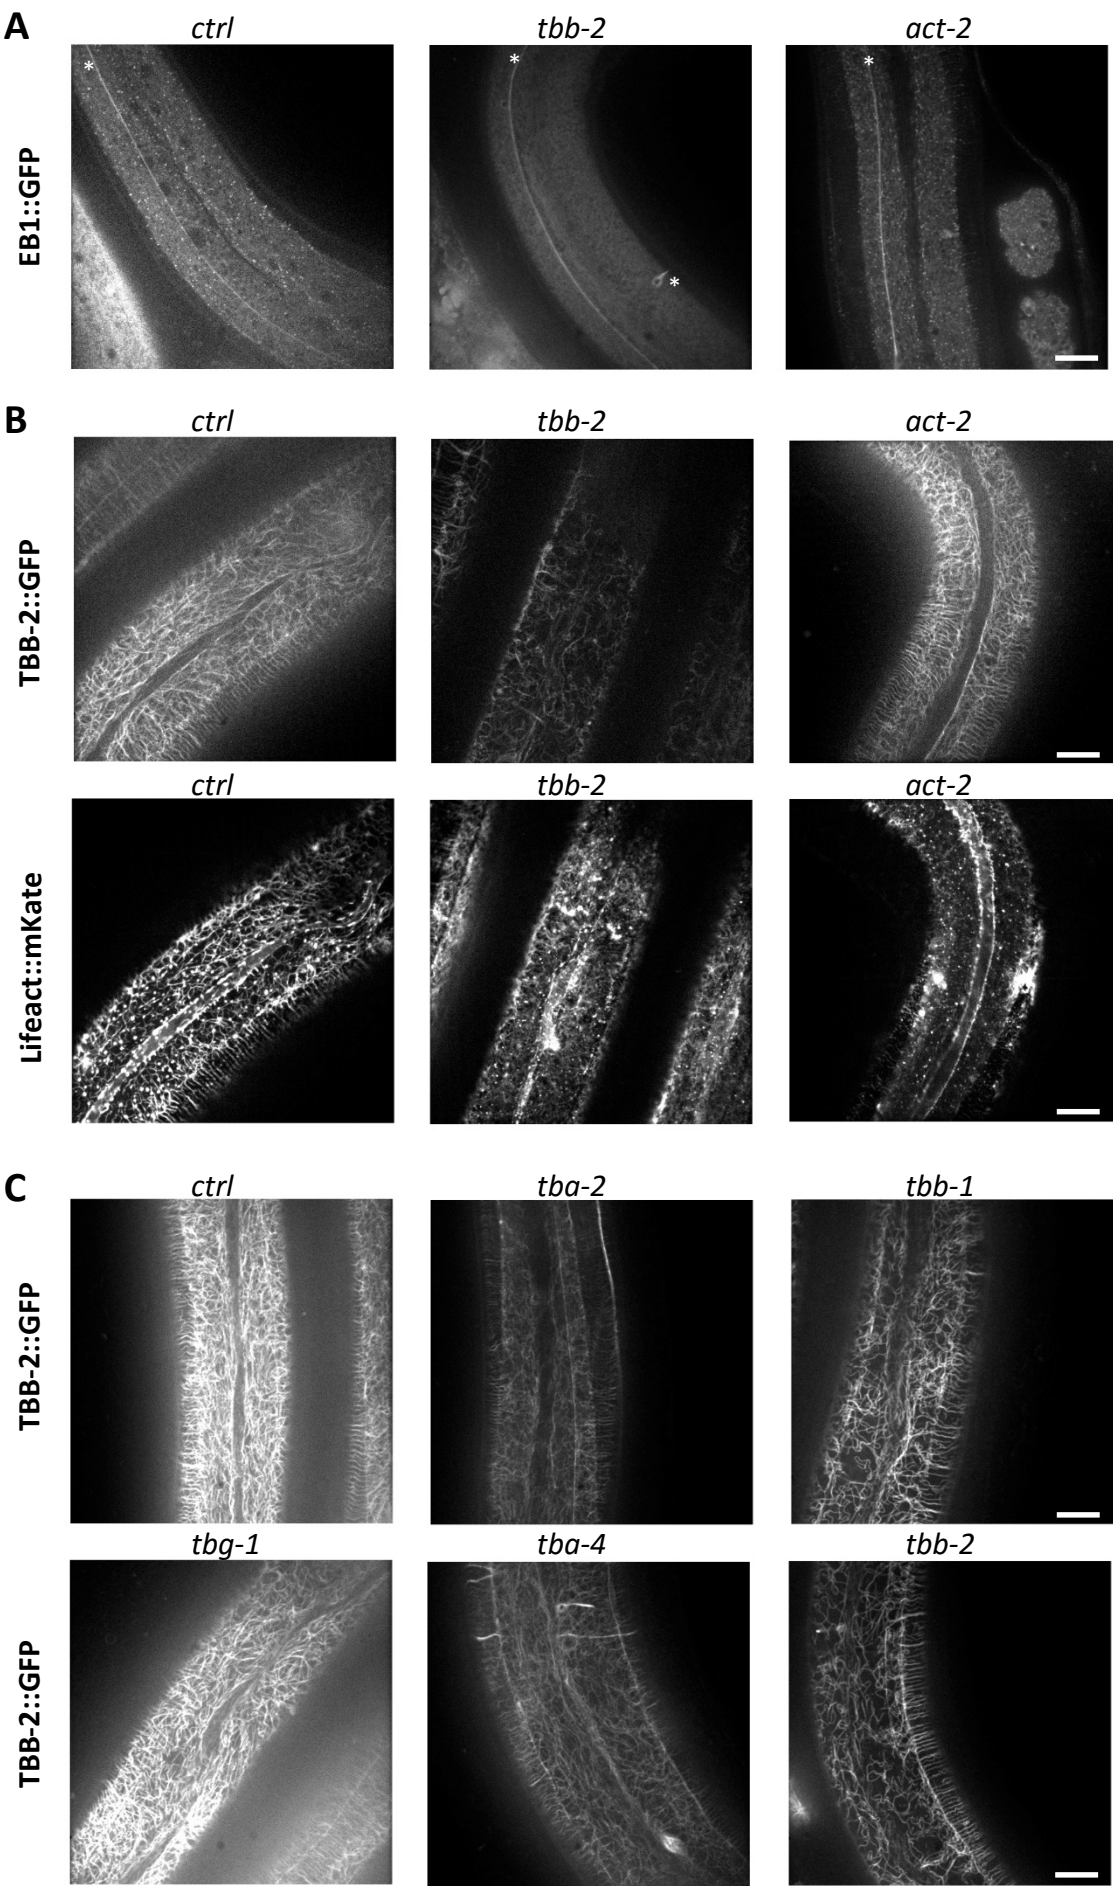 A
ctrl tbb-2 act-2
EB1::GFP
* * * *
B
ctrl tbb-2 act-2
TBB-2::GFP
ctrl tbb-2 act-2
Lifeact::mKate
C
ctrl tba-2 tbb-1
TBB-2::GFP
tbg-1 tba-4 tbb-2
TBB-2::GFP